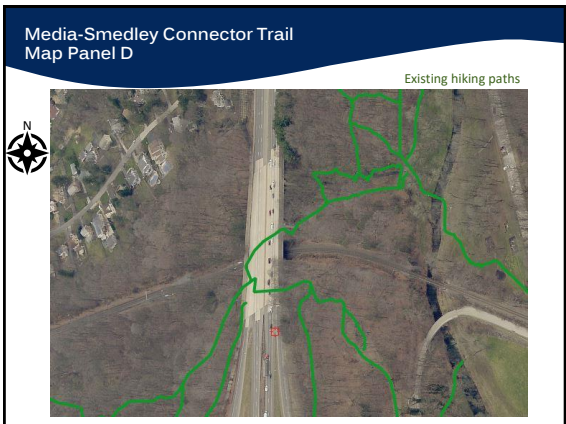 Media-Smedley Connector Trail
Map Panel D
Existing hiking paths
N